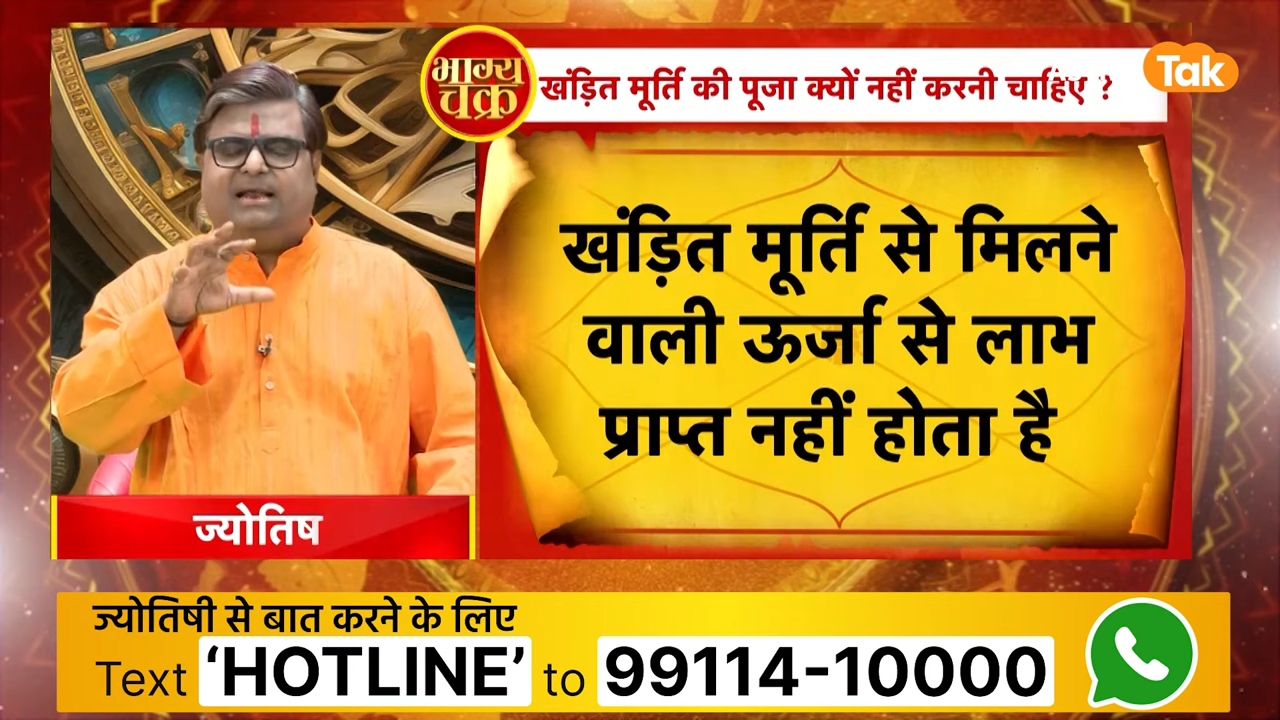 भाग्य
चक्र
खंड़ित मूर्ति की पूजा क्यों नहीं करनी चाहिए ?
Tak
खंड़ित मूर्ति से मिलने
वाली ऊर्जा से लाभ
प्राप्त नहीं होता है
ज्योतिष
ज्योतिषी से बात करने के लिए
Text ‘HOTLINE’ to 99114-10000